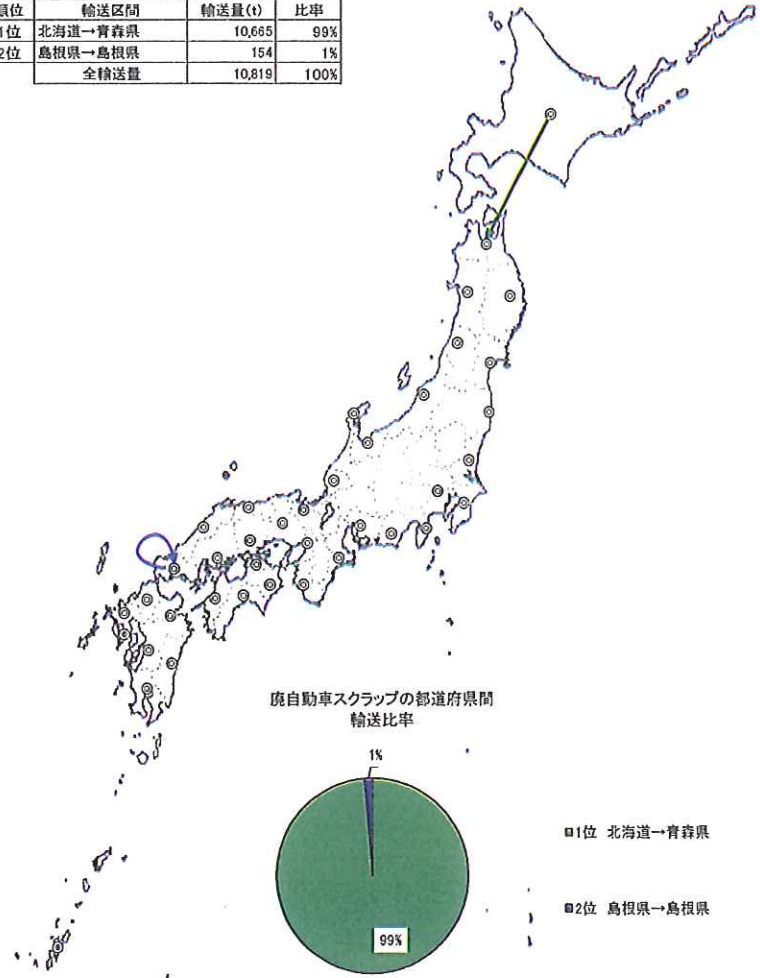 順位 輸送区間 輸送量(t) 比率
1位 北海道→青森県 10,665 99%
2位 島根県→島根県 154 1%
全輸送量 10,819 100%
廃自動車スクラップの都道府県間
輸送比率
1%
99%
1位 北海道→青森県
2位 島根県→島根県